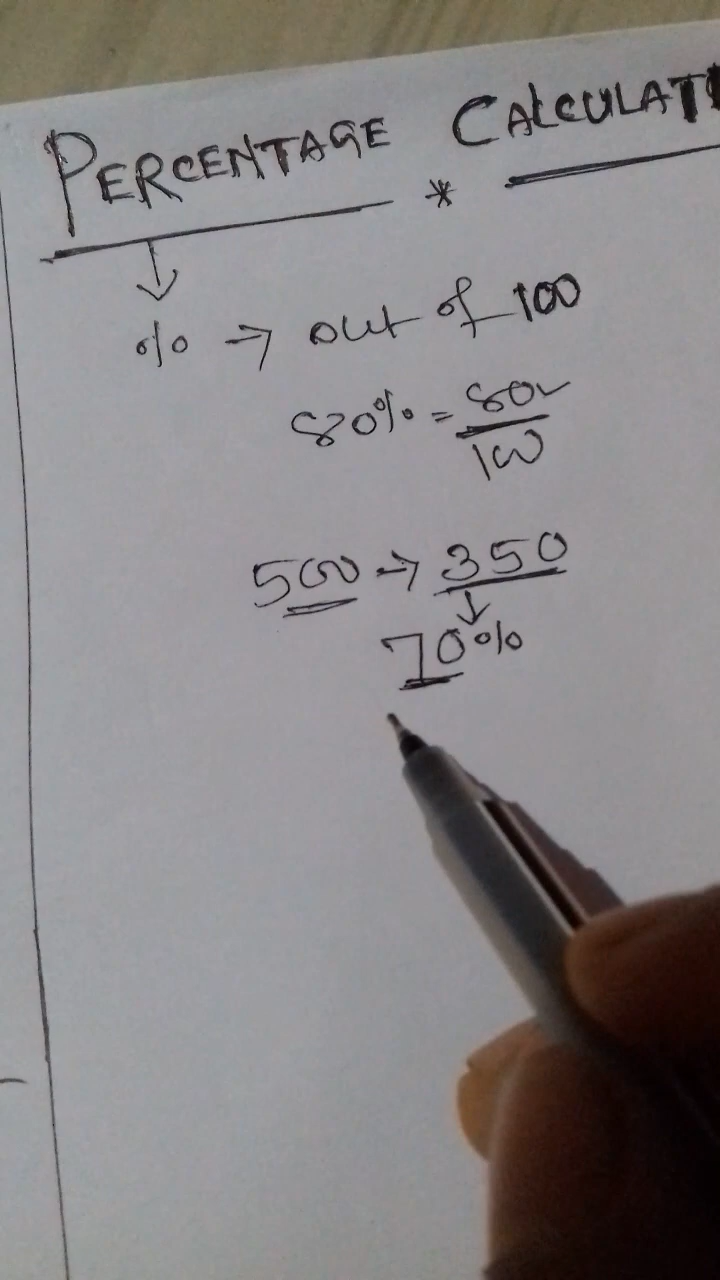 PERCENTAGE * CALCULAT
↓
% → out of 100
80% = 80/100
500 → 350
↓
70%